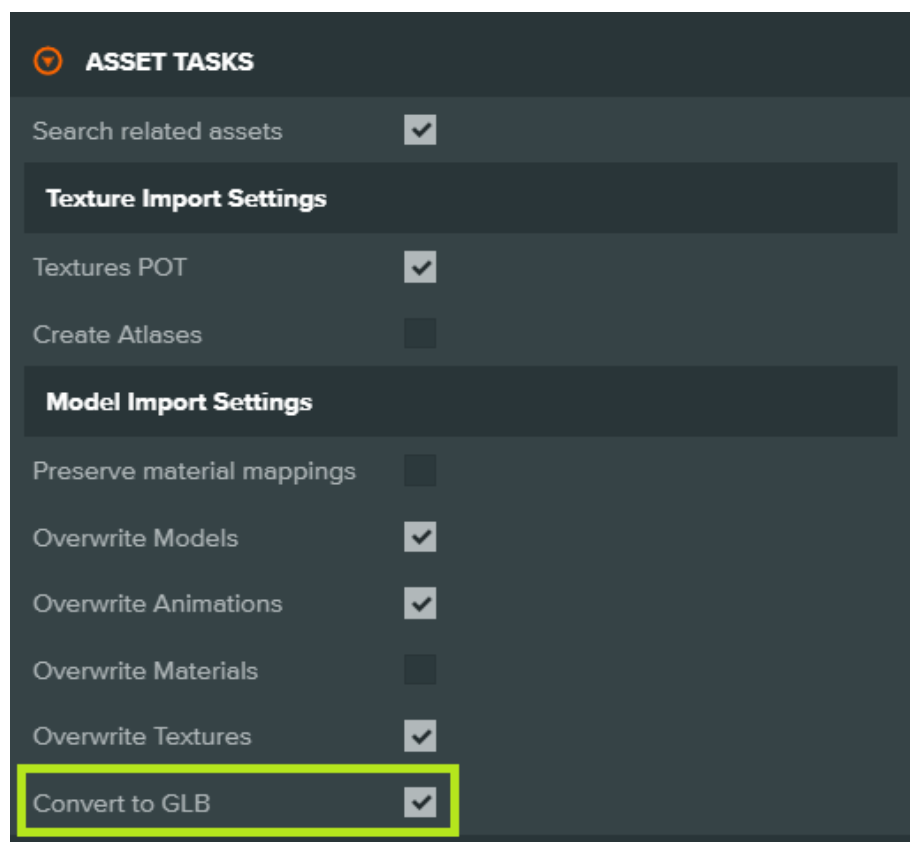 ASSET TASKS
Search related assets
Texture Import Settings
Textures POT
Create Atlases
Model Import Settings
Preserve material mappings
Overwrite Models
Overwrite Animations
Overwrite Materials
Overwrite Textures
Convert to GLB